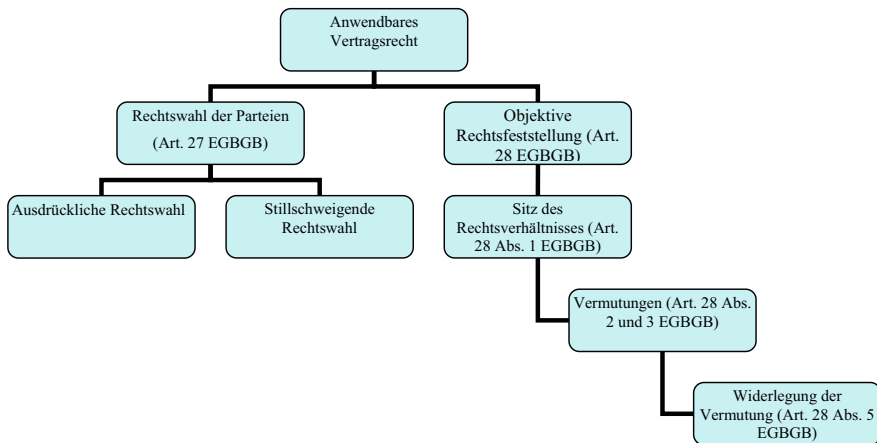 Anwendbares
Vertragsrecht
Rechtswahl der Parteien
(Art. 27 EGBGB)
Objektive
Rechtsfeststellung (Art.
28 EGBGB)
Ausdrückliche Rechtswahl
Stillschweigende
Rechtswahl
Sitz des
Rechtsverhältnisses (Art.
28 Abs. 1 EGBGB)
Vermutungen (Art. 28 Abs.
2 und 3 EGBGB)
Widerlegung der
Vermutung (Art. 28 Abs. 5
EGBGB)